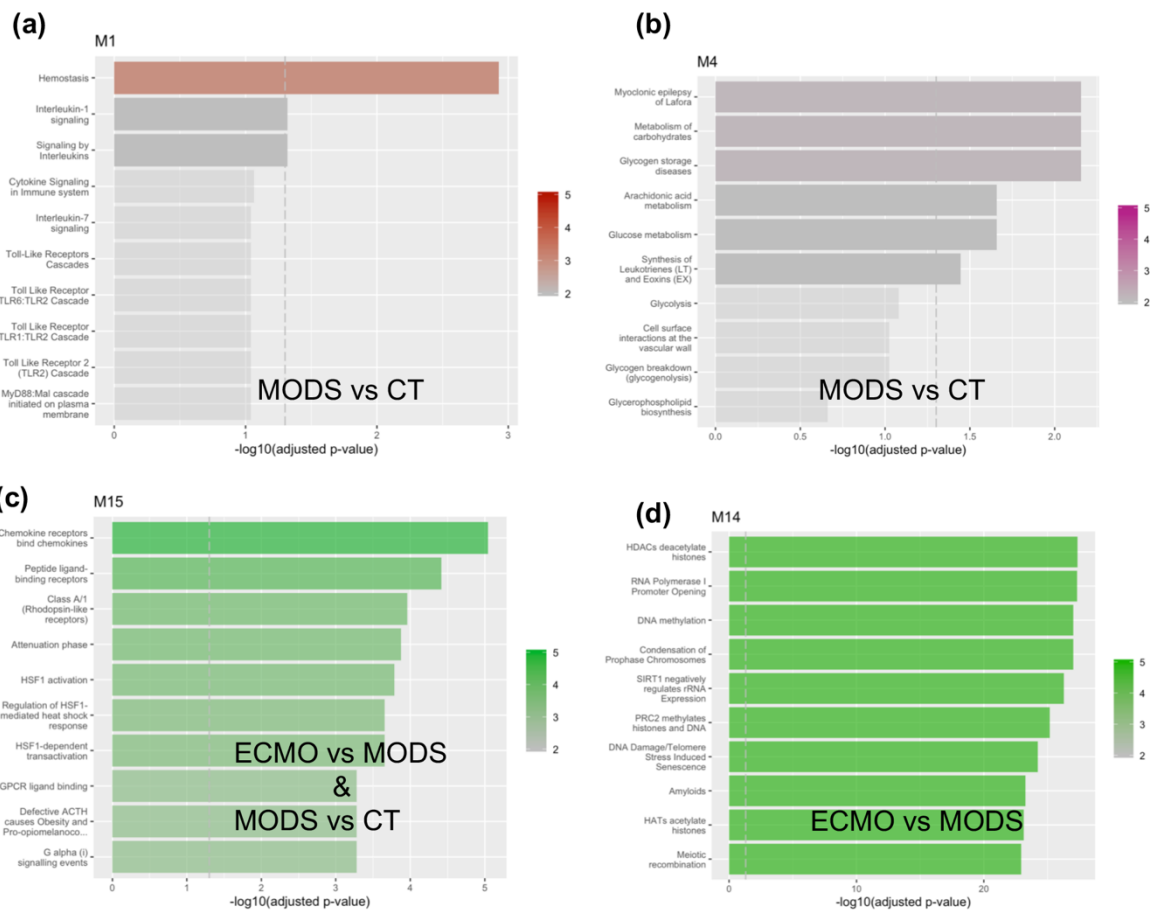 (a)
M1
Hemostasis
Interleukin-1
signaling
Signaling by
Interleukins
Cytokine Signaling
in Immune system
Interleukin-7
signaling
Toll-Like Receptors
Cascades
Toll Like Receptor
TLR6:TLR2 Cascade
Toll Like Receptor
TLR1:TLR2 Cascade
Toll Like Receptor 2
(TLR2) Cascade
MyD88:Mal cascade
initiated on plasma
membrane
MODS vs CT
0 1 2 3
-log10(adjusted p-value)
5
4
3
2
(b)
M4
Myoclonic epilepsy
of Lafora
Metabolism of
carbohydrates
Glycogen storage
diseases
Arachidonic acid
metabolism
Glucose metabolism
Synthesis of
Leukotrienes (LT)
and Eoxins (EX)
Glycolysis
Cell surface
interactions at the
vascular wall
Glycogen breakdown
(glycogenolysis)
Glycerophospholipid
biosynthesis
MODS vs CT
0.0 0.5 1.0 1.5 2.0
-log10(adjusted p-value)
5
4
3
2
(c)
M15
Chemokine receptors
bind chemokines
Peptide ligand-
binding receptors
Class A/1
(Rhodopsin-like
receptors)
Attenuation phase
HSF1 activation
Regulation of HSF1-
mediated heat shock
response
HSF1-dependent
transactivation
GPCR ligand binding
Defective ACTH
causes Obesity and
Pro-opiomelanoco...
G alpha (i)
signalling events
ECMO vs MODS
&
MODS vs CT
0 1 2 3 4 5
-log10(adjusted p-value)
5
4
3
2
(d)
M14
HDACs deacetylate
histones
RNA Polymerase I
Promoter Opening
DNA methylation
Condensation of
Prophase Chromosomes
SIRT1 negatively
regulates rRNA
Expression
PRC2 methylates
histones and DNA
DNA Damage/Telomere
Stress Induced
Senescence
Amyloids
HATs acetylate
histones
Meiotic
recombination
ECMO vs MODS
0 10 20
-log10(adjusted p-value)
5
4
3
2